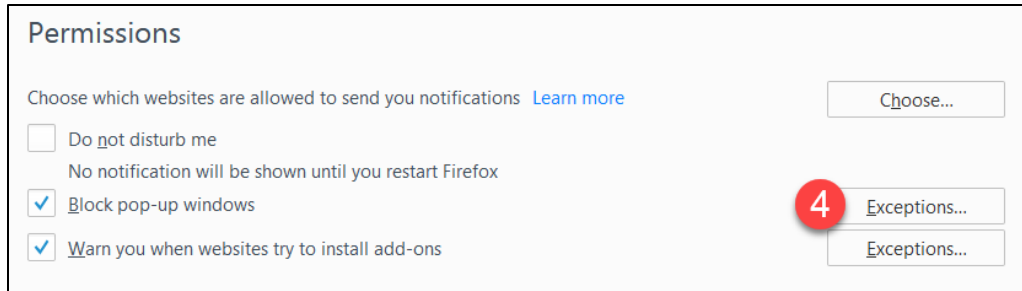 Permissions
Choose which websites are allowed to send you notifications Learn more Choose...
Do not disturb me
No notification will be shown until you restart Firefox
Block pop-up windows 4 Exceptions...
Warn you when websites try to install add-ons Exceptions...